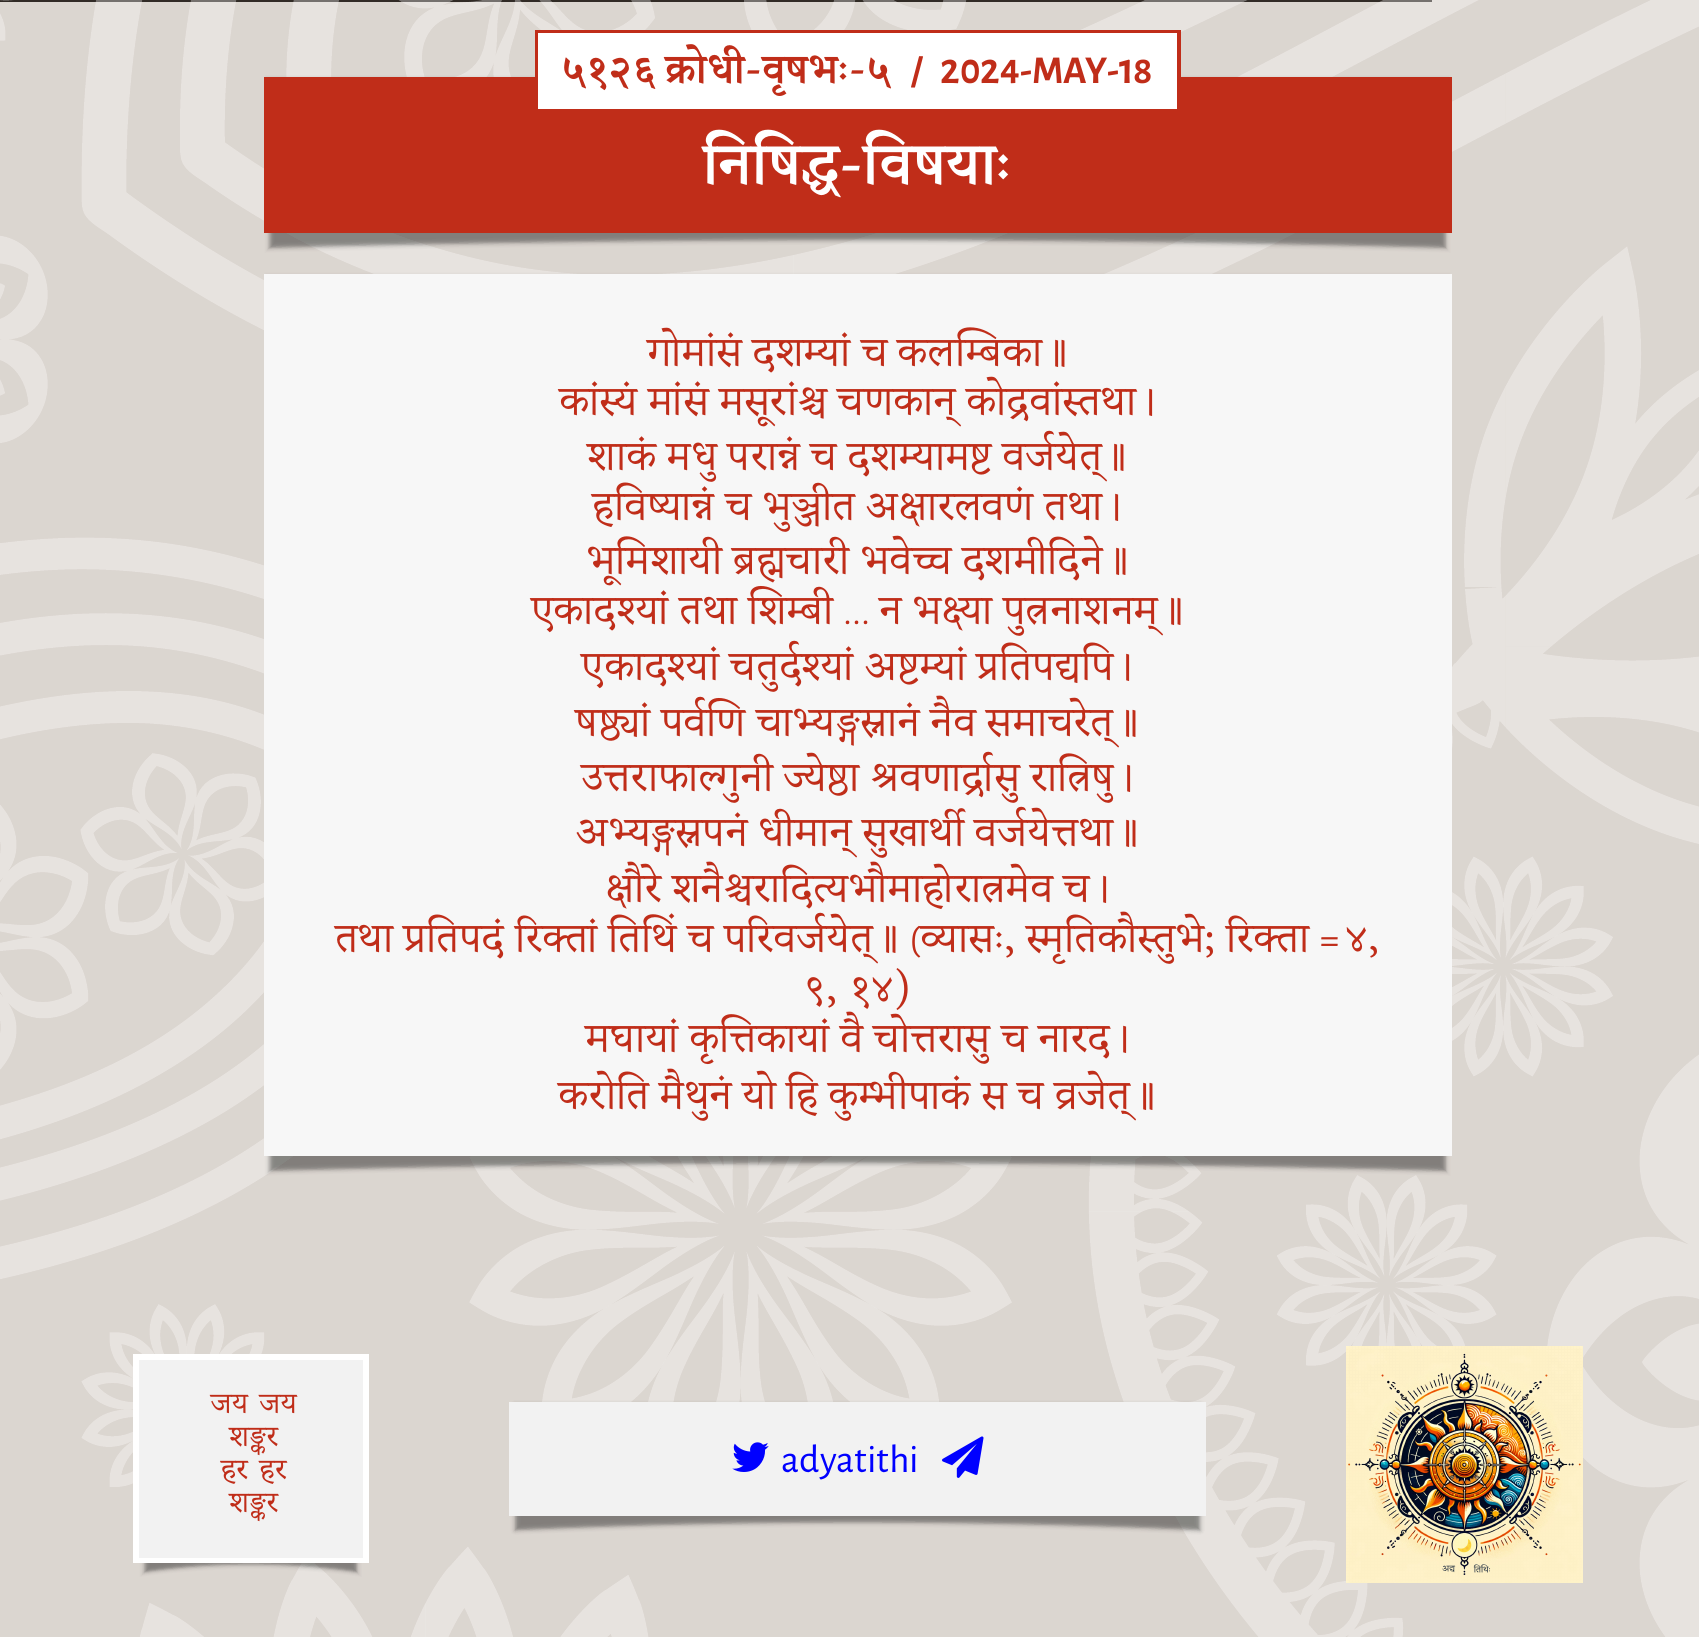 ५१२६ क्रोधी-वृषभः-५ / 2024-MAY-18
निषिद्ध-विषयाः
गोमांसं दशम्यां च कलम्बिका॥
कांस्यं मांसं मसूरांश्च चणकान् कोद्रवांस्तथा।
शाकं मधु परान्नं च दशम्यामष्ट वर्जयेत्॥
हविष्यान्नं च भुञ्जीत अक्षारलवणं तथा।
भूमिशायी ब्रह्मचारी भवेच्च दशमीदिने॥
एकादश्यां तथा शिम्बी … न भक्ष्या पुत्रनाशनम्॥
एकादश्यां चतुर्दश्यां अष्टम्यां प्रतिपद्यपि।
षष्ठ्यां पर्वणि चाभ्यङ्गस्नानं नैव समाचरेत्॥
उत्तराफाल्गुनी ज्येष्ठा श्रवणार्द्रासु रात्रिषु।
अभ्यङ्गस्नपनं धीमान् सुखार्थी वर्जयेत्तथा॥
क्षौरे शनैश्चरादित्यभौमाहोरात्रमेव च।
तथा प्रतिपदं रिक्तां तिथिं च परिवर्जयेत्॥ (व्यासः, स्मृतिकौस्तुभे; रिक्ता = ४,
९, १४)
मघायां कृत्तिकायां वै चोत्तरासु च नारद।
करोति मैथुनं यो हि कुम्भीपाकं स च व्रजेत्॥
जय जय
शङ्कर
हर हर
शङ्कर
adyatithi
अद्य तिथिः